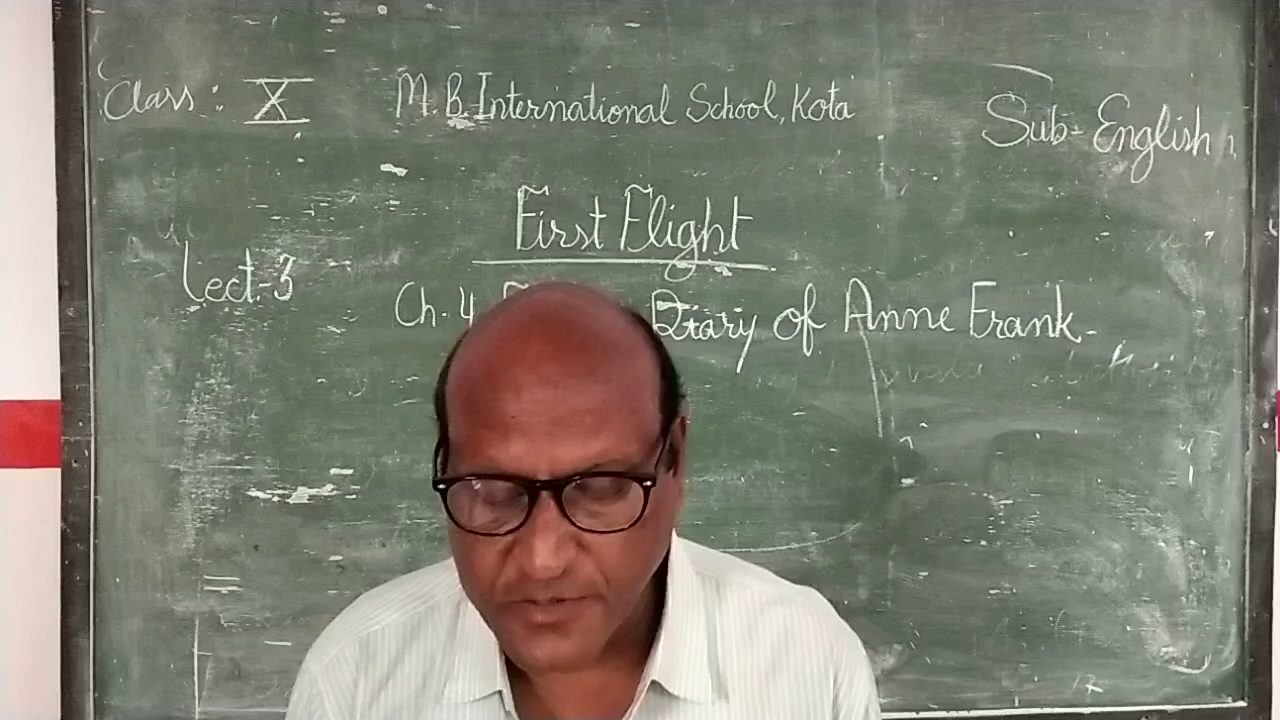 Class: X M.B. International School, Kota Sub- English
First Flight
Lect.-3
Ch. 4 Diary of Anne Frank.